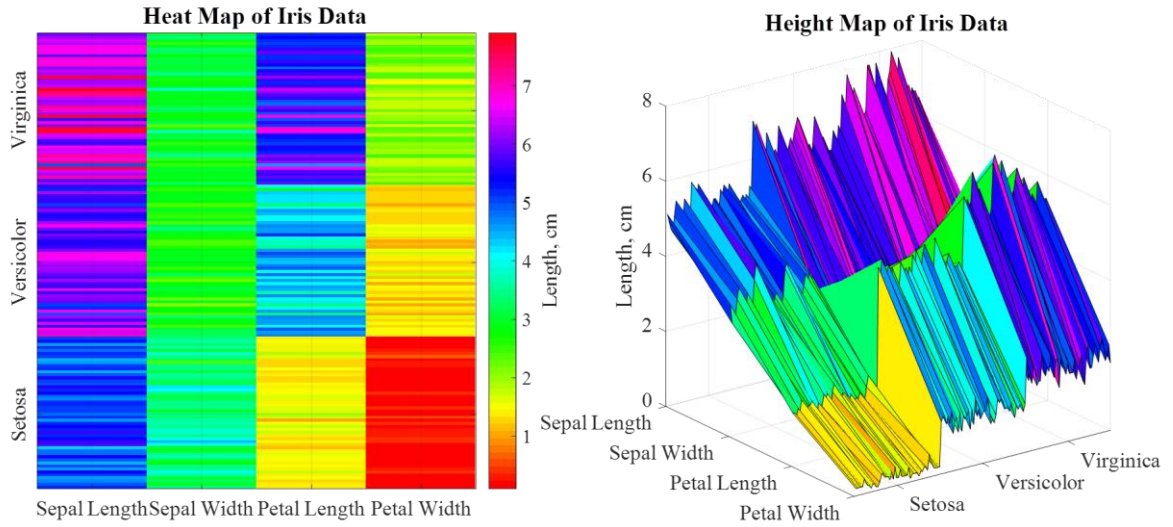 Heat Map of Iris Data
Virginica
Versicolor
Setosa
Sepal Length Sepal Width Petal Length Petal Width
7
6
5
4
3
2
1
Length, cm
Height Map of Iris Data
8
6
4
2
0
Length, cm
Sepal Length
Sepal Width
Petal Length
Petal Width
Setosa
Versicolor
Virginica